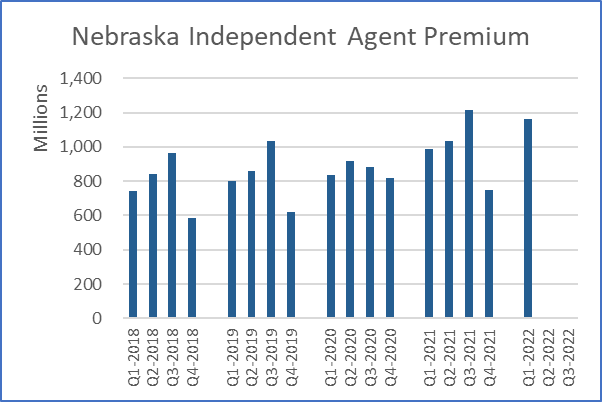 Nebraska Independent Agent Premium
Millions
1,400
1,200
1,000
800
600
400
200
0
Q1-2018
Q2-2018
Q3-2018
Q4-2018
Q1-2019
Q2-2019
Q3-2019
Q4-2019
Q1-2020
Q2-2020
Q3-2020
Q4-2020
Q1-2021
Q2-2021
Q3-2021
Q4-2021
Q1-2022
Q2-2022
Q3-2022